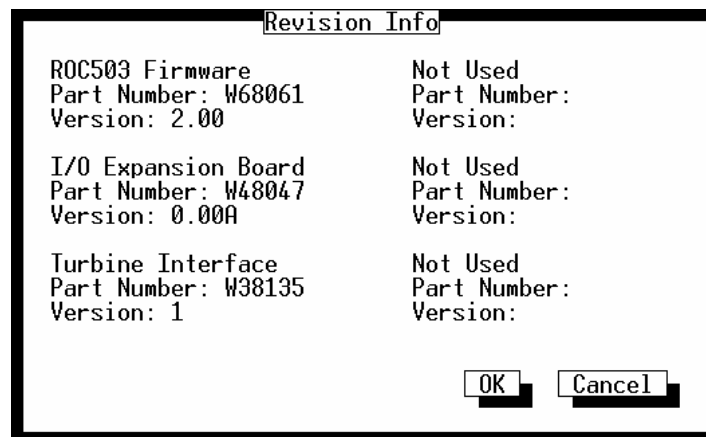 Revision Info
ROC503 Firmware
Part Number: W68061
Version: 2.00
Not Used
Part Number:
Version:
I/O Expansion Board
Part Number: W48047
Version: 0.00A
Not Used
Part Number:
Version:
Turbine Interface
Part Number: W38135
Version: 1
Not Used
Part Number:
Version:
OK
Cancel